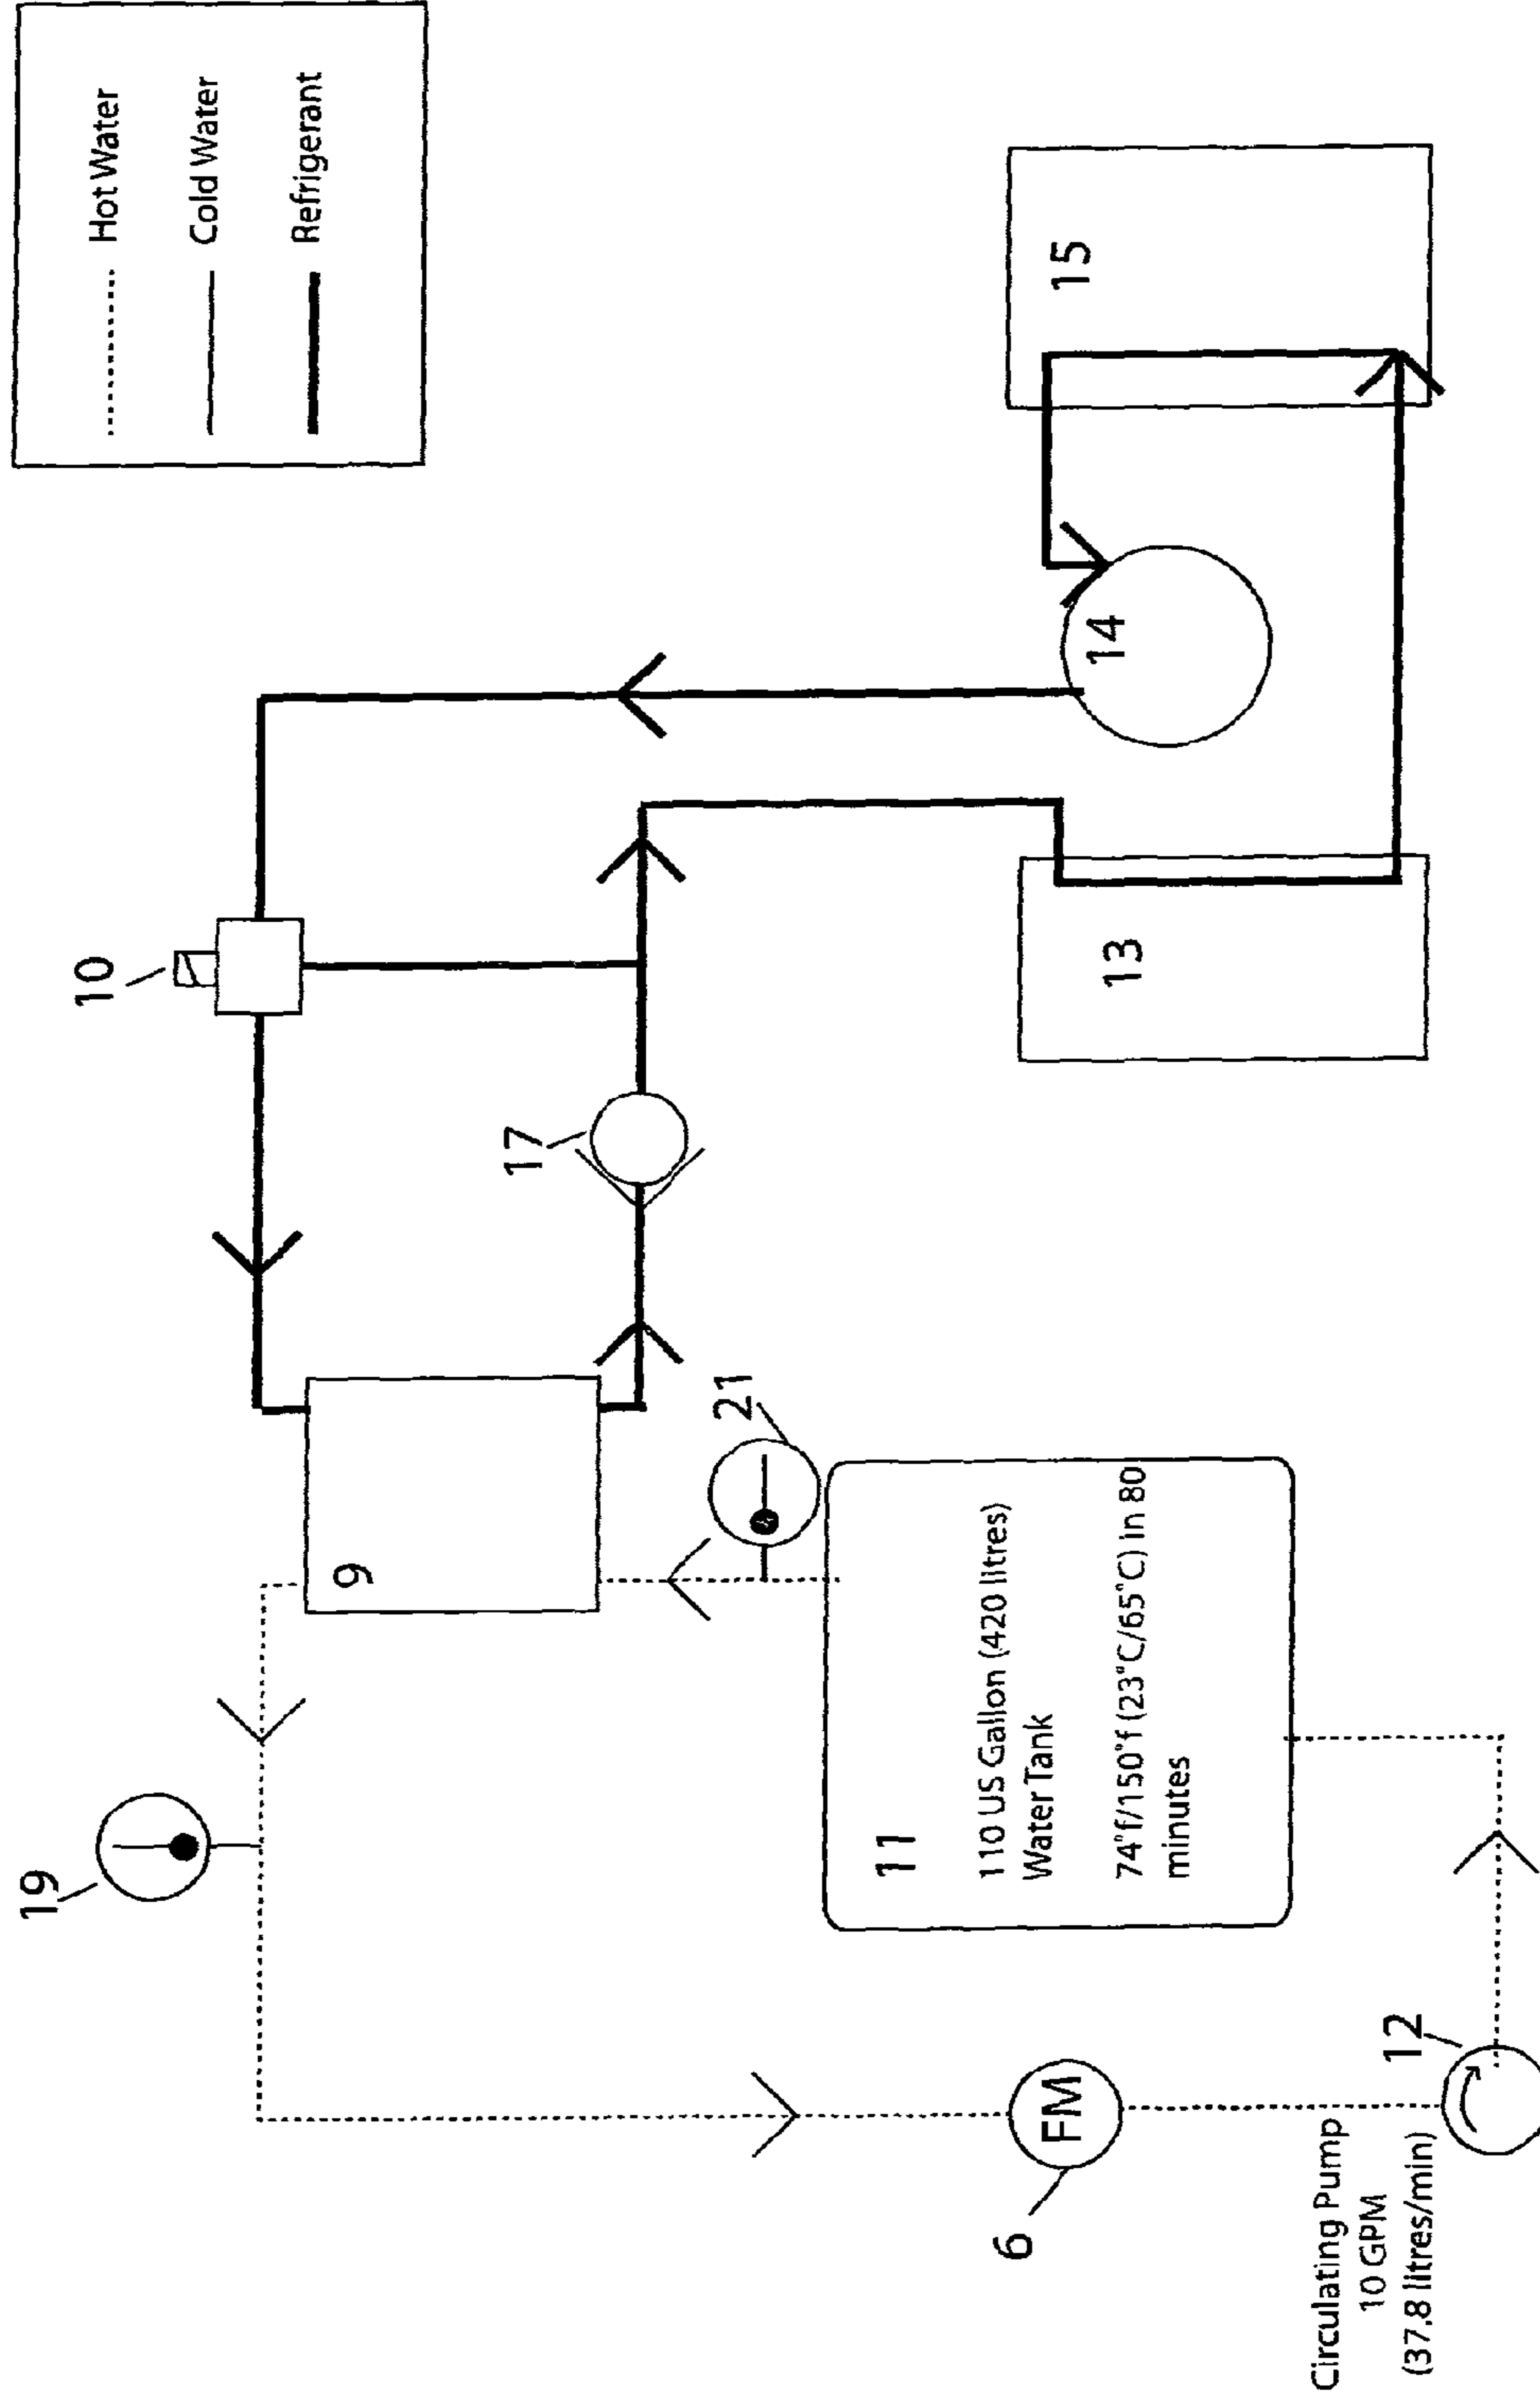 Hot Water
Cold Water
Refrigerant
19
10
9
17
21
11
110 US Gallon (420 litres)
Water Tank
74°f/150°f (23°C/65°C) in 80
minutes
6
FM
14
15
13
12
Circulating Pump
10 GPM
(37.8 litres/min)